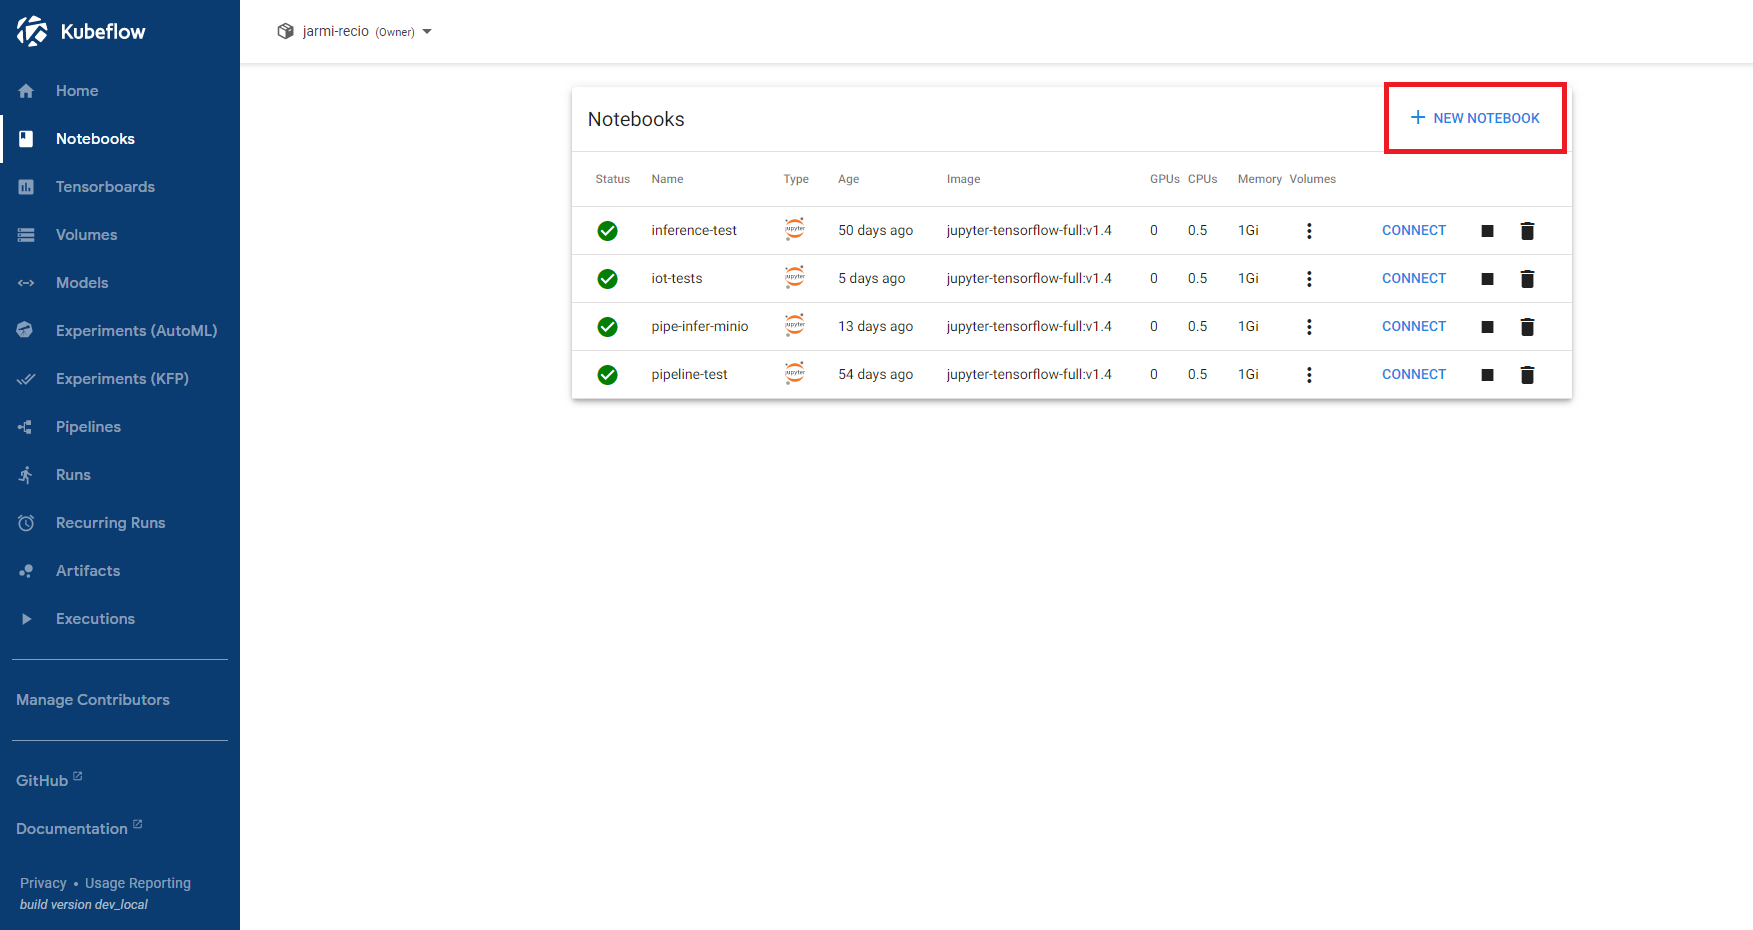 Kubeflow
jarmi-recio (Owner)
Home
Notebooks
Tensorboards
Volumes
Models
Experiments (AutoML)
Experiments (KFP)
Pipelines
Runs
Recurring Runs
Artifacts
Executions
Manage Contributors
GitHub
Documentation
Privacy • Usage Reporting
build version dev_local
Notebooks
+ NEW NOTEBOOK
Status Name Type Age Image GPUs CPUs Memory Volumes
inference-test jupyter 50 days ago jupyter-tensorflow-full:v1.4 0 0.5 1Gi CONNECT
iot-tests jupyter 5 days ago jupyter-tensorflow-full:v1.4 0 0.5 1Gi CONNECT
pipe-infer-minio jupyter 13 days ago jupyter-tensorflow-full:v1.4 0 0.5 1Gi CONNECT
pipeline-test jupyter 54 days ago jupyter-tensorflow-full:v1.4 0 0.5 1Gi CONNECT